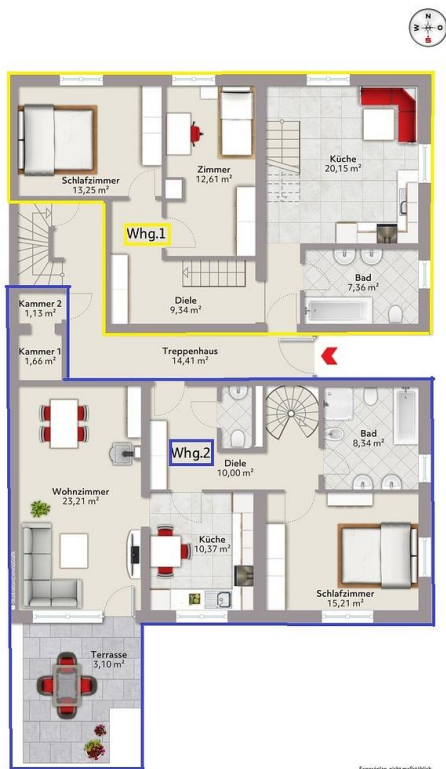 N
W O
S
Schlafzimmer
13,25 m²
Zimmer
12,61 m²
Küche
20,15 m²
Whg.1
Bad
7,36 m²
Diele
9,34 m²
Kammer 2
1,13 m²
Kammer 1
1,66 m²
Treppenhaus
14,41 m²
Whg.2
Bad
8,34 m²
Diele
10,00 m²
Wohnzimmer
23,21 m²
Küche
10,37 m²
Schlafzimmer
15,21 m²
Terrasse
3,10 m²